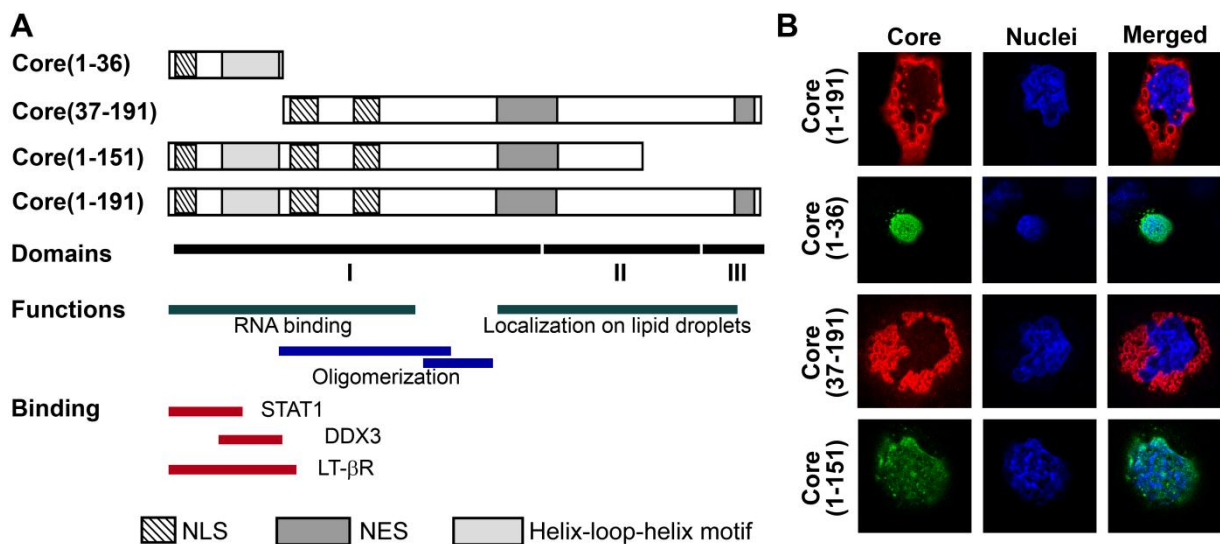 A
Core(1-36)
Core(37-191)
Core(1-151)
Core(1-191)
Domains
I
II
III
Functions
RNA binding
Localization on lipid droplets
Oligomerization
Binding
STAT1
DDX3
LT-βR
NLS
NES
Helix-loop-helix motif
B
Core
Nuclei
Merged
Core
(1-191)
Core
(1-36)
Core
(37-191)
Core
(1-151)